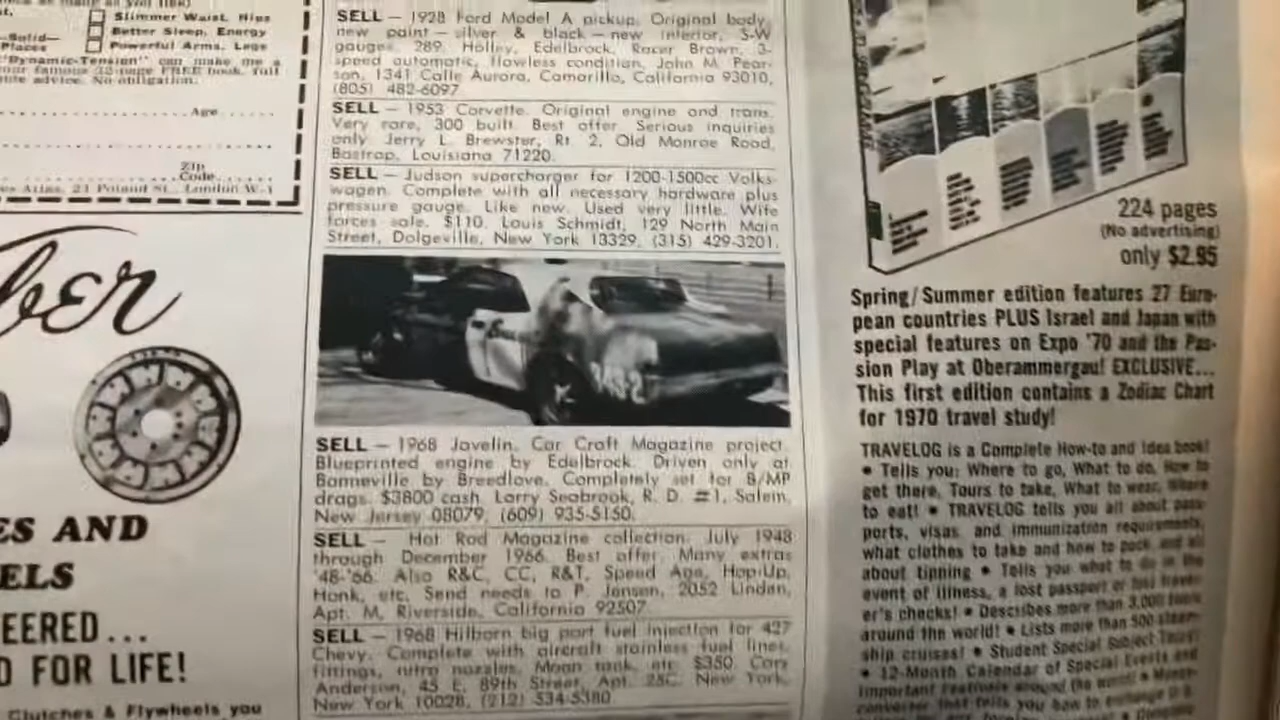 Slimmer Waist, Hips
Better Sleep, Energy
Powerful Arms, Legs
—Solid—
Places
"Dynamic-Tension" can make me a
famous 32-page FREE book, full
advice. No obligation.
Age
Zip
Code
Atlas, 21 Poland St., London W-1
ber
ES AND
ELS
EERED...
D FOR LIFE!
Clutches & Flywheels you
SELL — 1928 Ford Model A pickup. Original body,
new paint — silver & black — new interior, S-W
gauges, 289, Holley, Edelbrock, Racer Brown, 3-
speed automatic, flawless condition, John M. Pear-
son, 1341 Calle Aurora, Camarillo, California 93010,
(805) 482-6097.
SELL — 1953 Corvette. Original engine and trans.
Very rare, 300 built. Best offer. Serious inquiries
only. Jerry L. Brewster, Rt. 2, Old Monroe Road,
Bastrop, Louisiana 71220.
SELL — Judson supercharger for 1200-1500cc Volks-
wagen. Complete with all necessary hardware plus
pressure gauge. Like new. Used very little. Wife
forces sale. $110. Louis Schmidt, 129 North Main
Street, Dolgeville, New York 13329, (315) 429-3201.
SELL — 1968 Javelin. Car Craft Magazine project.
Blueprinted engine by Edelbrock. Driven only at
Bonneville by Breedlove. Completely set for B/MP
drags. $3800 cash. Larry Seabrook, R. D. #1, Salem,
New Jersey 08079, (609) 935-5150.
SELL — Hot Rod Magazine collection. July 1948
through December 1966. Best offer. Many extras
'48-'66. Also R&C, CC, R&T, Speed Age, Hop-Up,
Honk, etc. Send needs to P. Jensen, 2052 Linden,
Apt. M, Riverside, California 92507.
SELL — 1968 Hilborn big port fuel injection for 427
Chevy. Complete with aircraft stainless fuel lines,
fittings, nitro nozzles, Moon tank, etc. $350. Cary
Anderson, 45 E. 89th Street, Apt. 25C, New York,
New York 10028, (212) 534-5380.
224 pages
(No advertising)
only $2.95
Spring/Summer edition features 27 Euro-
pean countries PLUS Israel and Japan with
special features on Expo '70 and the Pas-
sion Play at Oberammergau! EXCLUSIVE...
This first edition contains a Zodiac Chart
for 1970 travel study!
TRAVELOG is a Complete How-to and Idea book!
• Tells you: Where to go, What to do, How to
get there, Tours to take, What to wear, Where
to eat! • TRAVELOG tells you all about pass-
ports, visas, and immunization requirements,
what clothes to take and how to pack, and all
about tipping • Tells you what to do in the
event of illness, a lost passport or lost travel-
er's checks! • Describes more than 3,000 tours
around the world! • Lists more than 500 steam-
ship cruises! • Student Special Subject Tours!
• 12-Month Calendar of Special Events and
Important Festivals around the world! • Money-
converter that tells you how to exchange U.S.